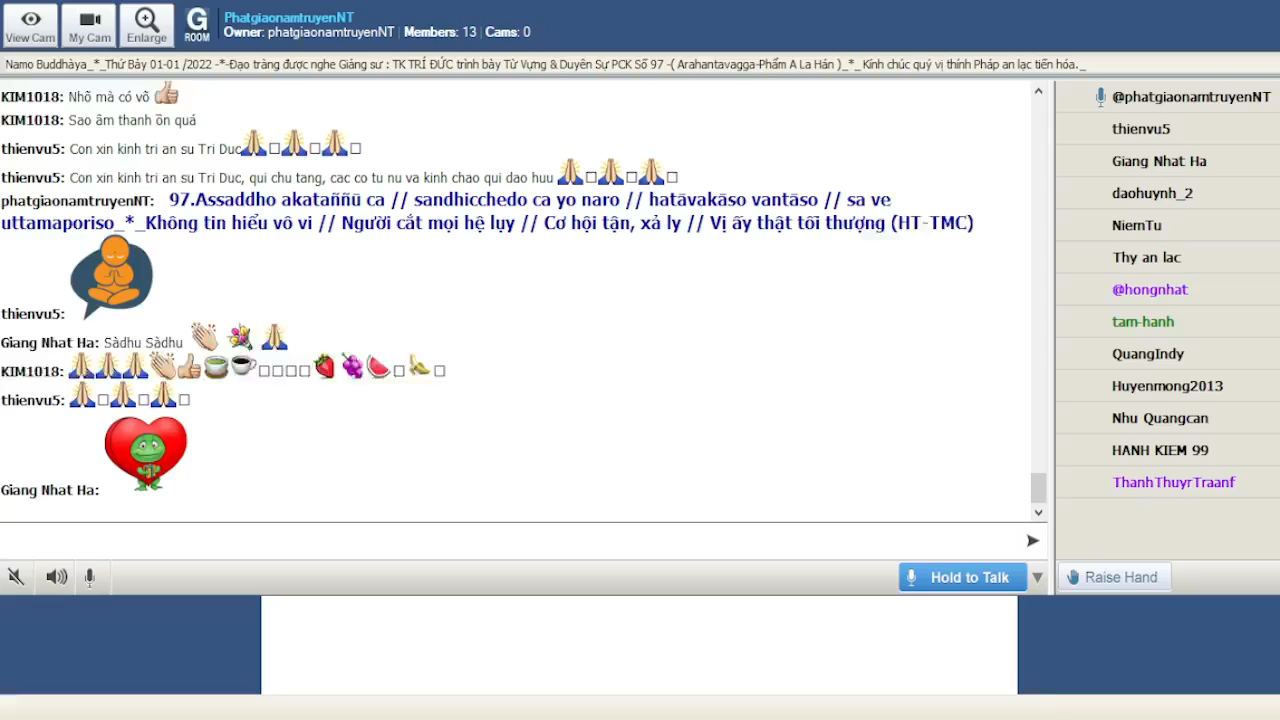 View Cam
My Cam
Enlarge
G
ROOM
PhatgiaonamtruyenNT
Owner: phatgiaonamtruyenNT | Members: 13 | Cams: 0
Namo Buddhàya_*_Thứ Bảy 01-01 /2022 -*-Đạo tràng được nghe Giảng sư : TK TRÍ ĐỨC trình bày Từ Vựng & Duyên Sự PCK Số 97 -( Arahantavagga-Phẩm A La Hán )_*_ Kính chúc quý vị thính Pháp an lạc tiến hóa._
KIM1018: Nhỏ mà có võ
KIM1018: Sao âm thanh ồn quá
thienvu5: Con xin kinh tri an su Tri Duc
thienvu5: Con xin kinh tri an su Tri Duc, qui chu tang, cac co tu nu va kinh chao qui dao huu
phatgiaonamtruyenNT: 97.Assaddho akataññū ca // sandhicchedo ca yo naro // hatāvakāso vantāso // sa ve
uttamaporiso_*_Không tin hiểu vô vi // Người cắt mọi hệ lụy // Cơ hội tận, xả ly // Vị ấy thật tối thượng (HT-TMC)
thienvu5:
Giang Nhat Ha: Sàdhu Sàdhu
KIM1018:
thienvu5:
Giang Nhat Ha:
@phatgiaonamtruyenNT
thienvu5
Giang Nhat Ha
daohuynh_2
NiemTu
Thy an lac
@hongnhat
tam-hanh
QuangIndy
Huyenmong2013
Nhu Quangcan
HANH KIEM 99
ThanhThuyrTraanf
Hold to Talk
Raise Hand